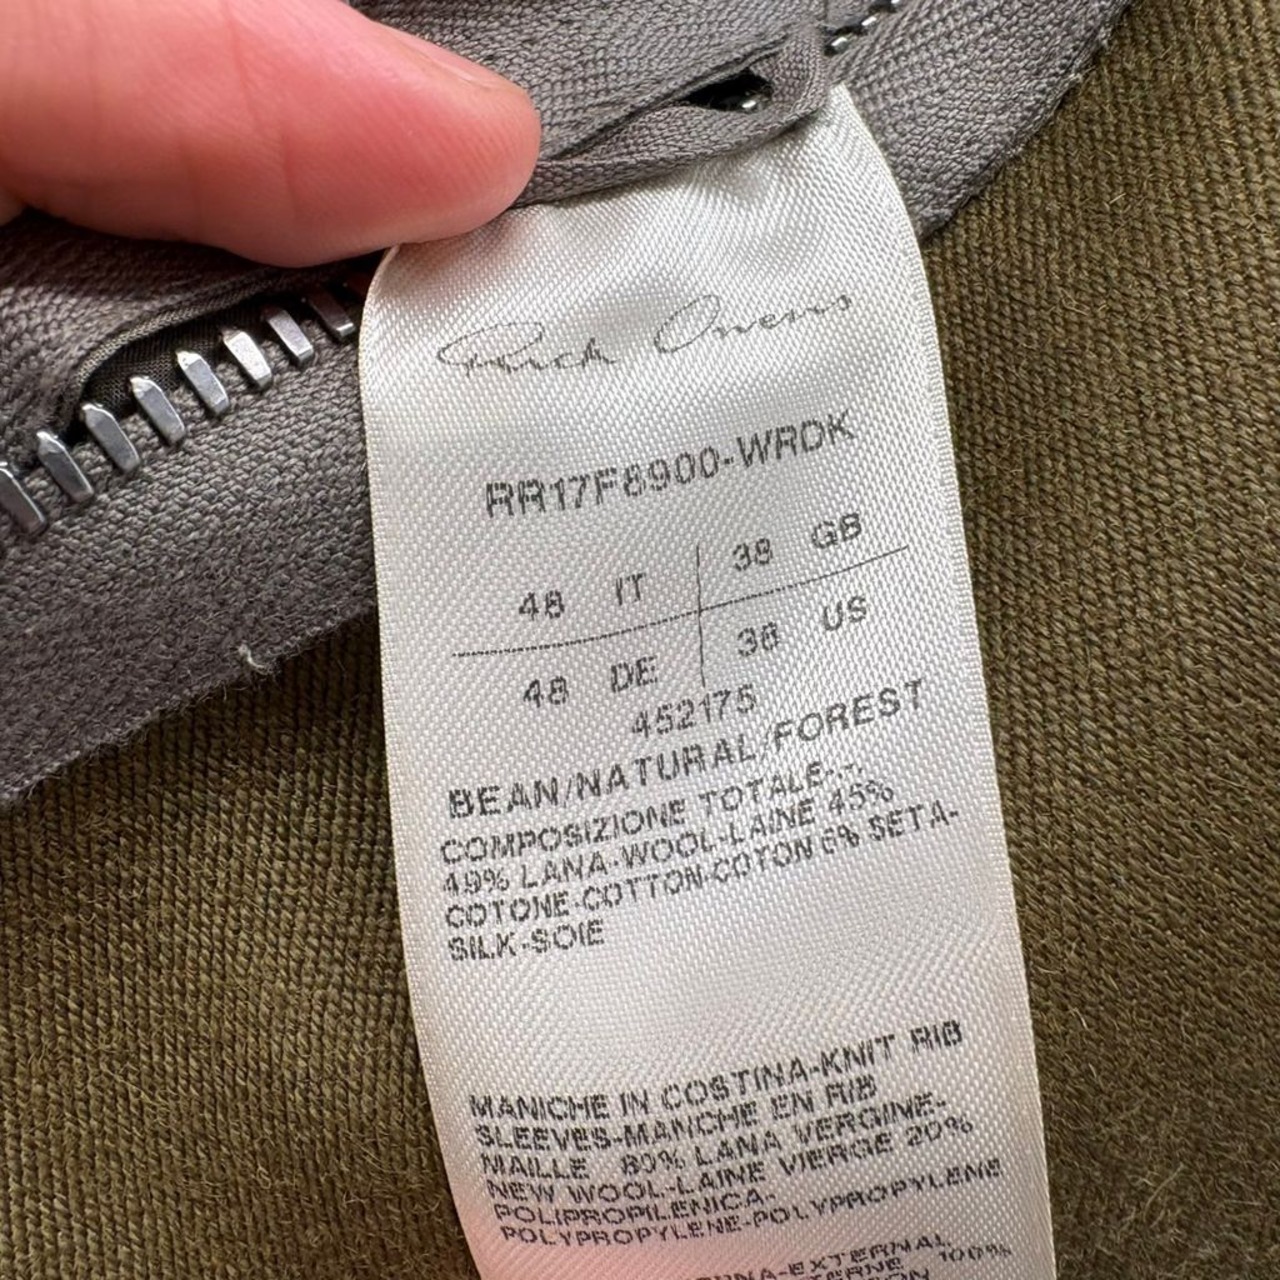 Rick Owens
RR17F8900-WRDK
48 IT 38 GB
48 DE 38 US
452175
BEAN/NATURAL/FOREST
COMPOSIZIONE TOTALE-.-.
49% LANA-WOOL-LAINE 45%
COTONE-COTTON-COTON 6% SETA-
SILK-SOIE
MANICHE IN COSTINA-KNIT RIB
SLEEVES-MANCHE EN RIB
MAILLE 80% LANA VERGINE-
NEW WOOL-LAINE VIERGE 20%
POLIPROPILENICA-
POLYPROPYLENE-POLYPROPYLENE
-EXTERNAL
100%